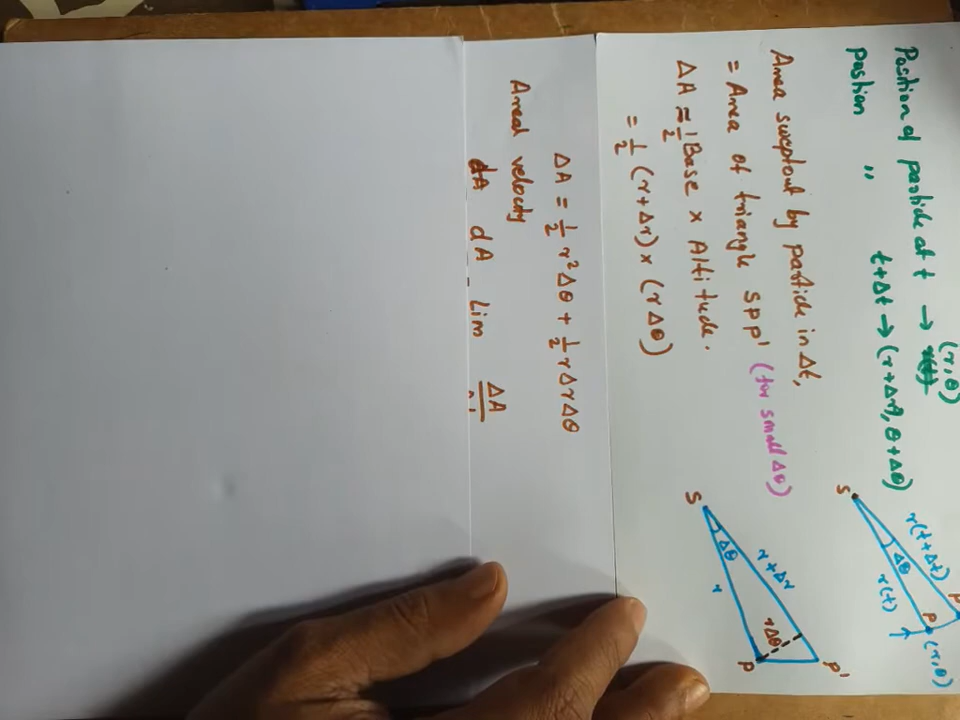 Position of particle at t → (r,θ)
position " t+Δt → (r+Δr, θ+Δθ)
Area sweptout by particle in Δt,
= Area of triangle SPP' (for small Δθ)
ΔA ≈ 1/2 Base × Altitude.
= 1/2 (r+Δr) × (rΔθ)
ΔA = 1/2 r²Δθ + 1/2 rΔrΔθ
Areal velocity
dA dA Lim ΔA
S
r(t+Δt)
Δθ
r(t)
P'
P
(r,θ)
S
Δθ
r+Δr
r
rΔθ
P
P'